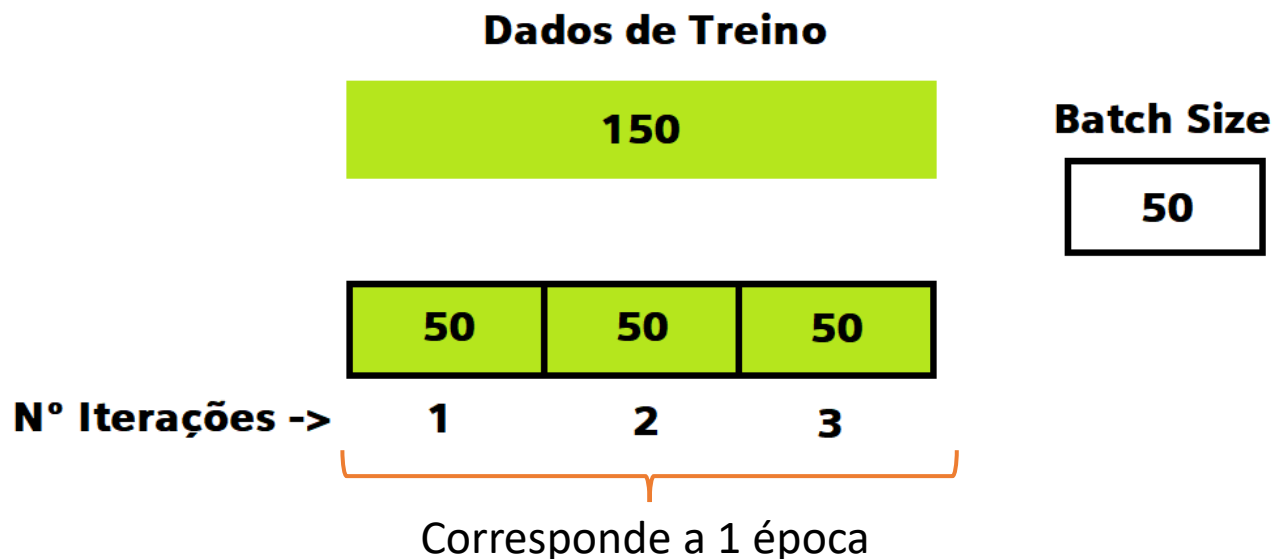 Dados de Treino
150
Batch Size
50
50 50 50
Nº Iterações -> 1 2 3
Corresponde a 1 época